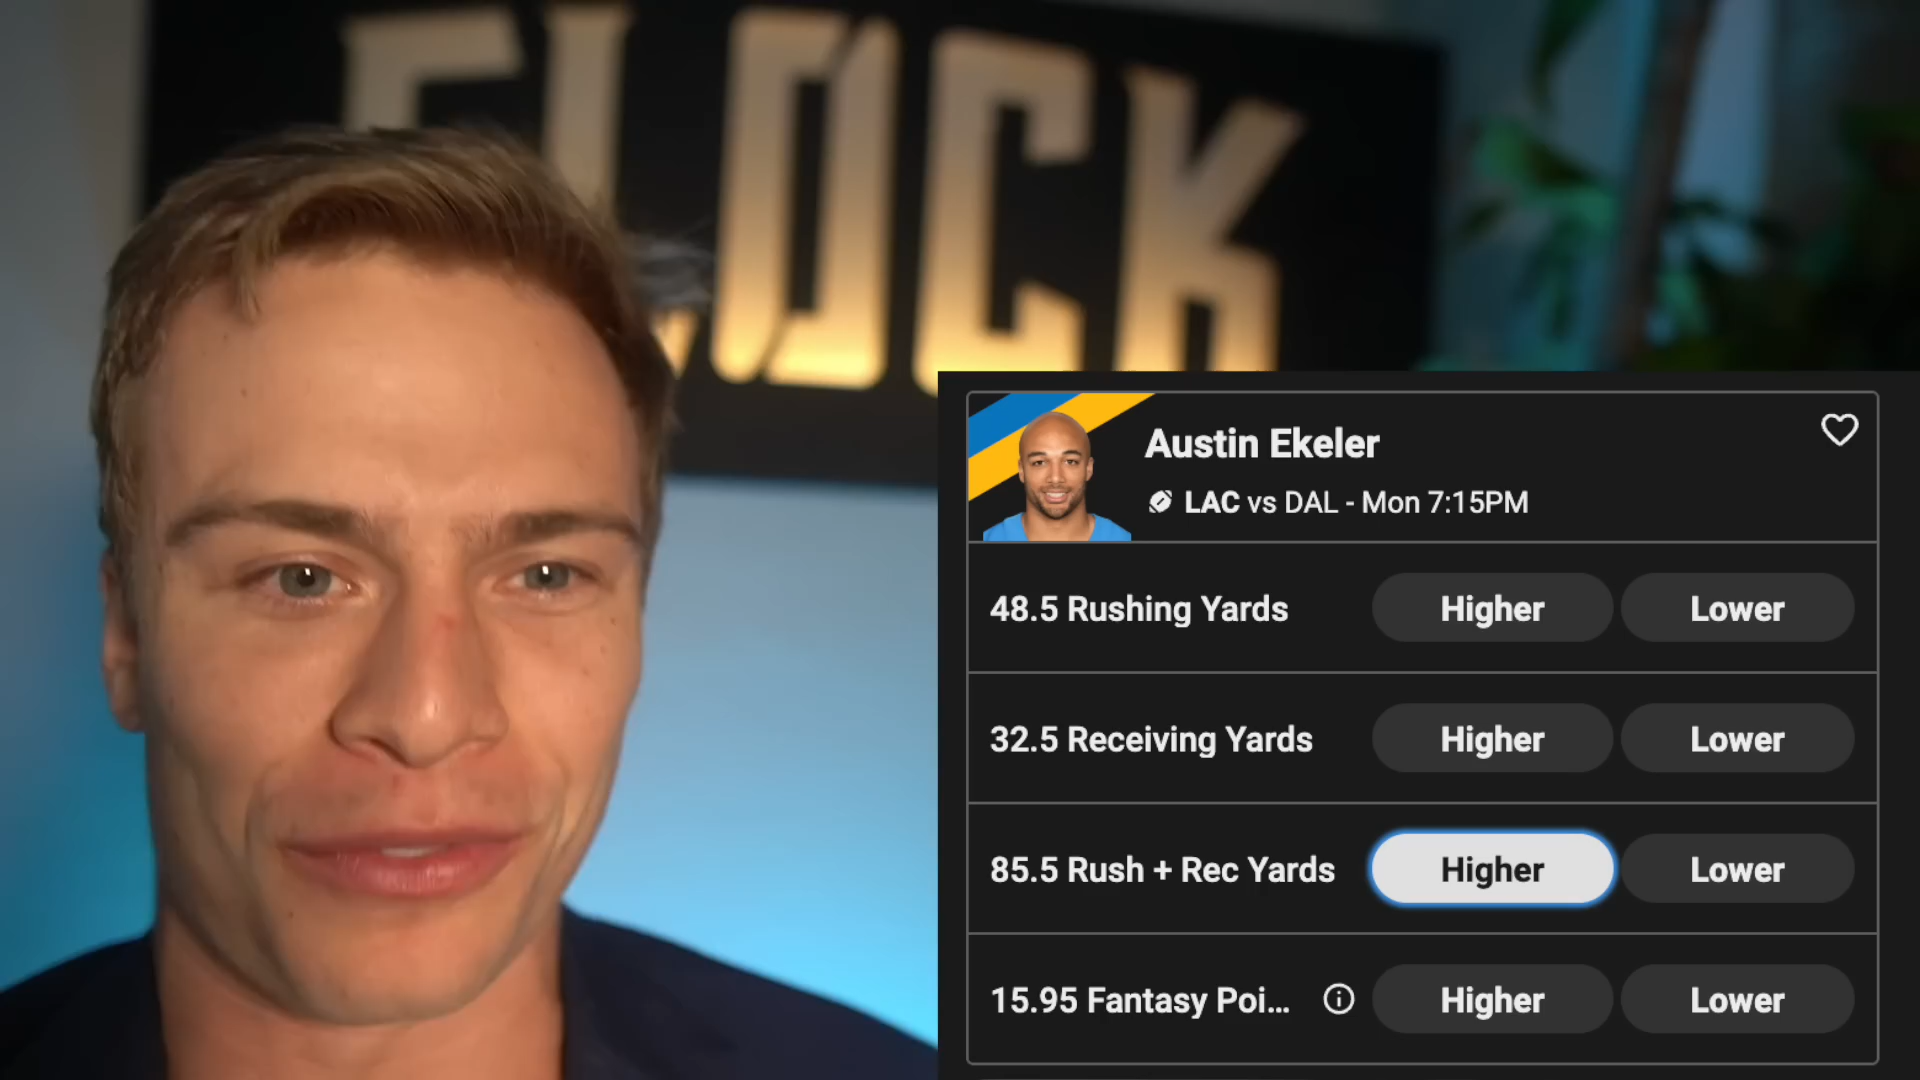 FLOCK
Austin Ekeler
LAC vs DAL - Mon 7:15PM
48.5 Rushing Yards Higher Lower
32.5 Receiving Yards Higher Lower
85.5 Rush + Rec Yards Higher Lower
15.95 Fantasy Poi... Higher Lower